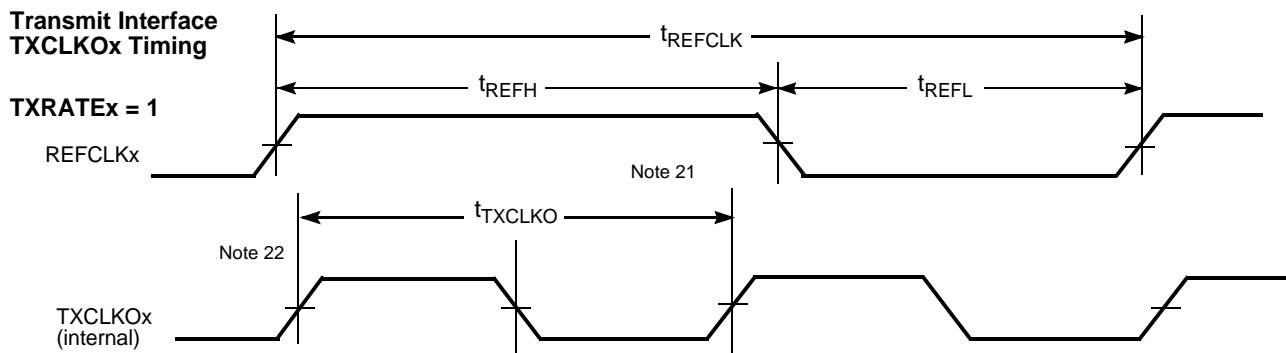 Transmit Interface
TXCLKOx Timing
tREFCLK
tREFH
tREFL
TXRATEx = 1
REFCLKx
Note 21
tTXCLKO
Note 22
TXCLKOx
(internal)